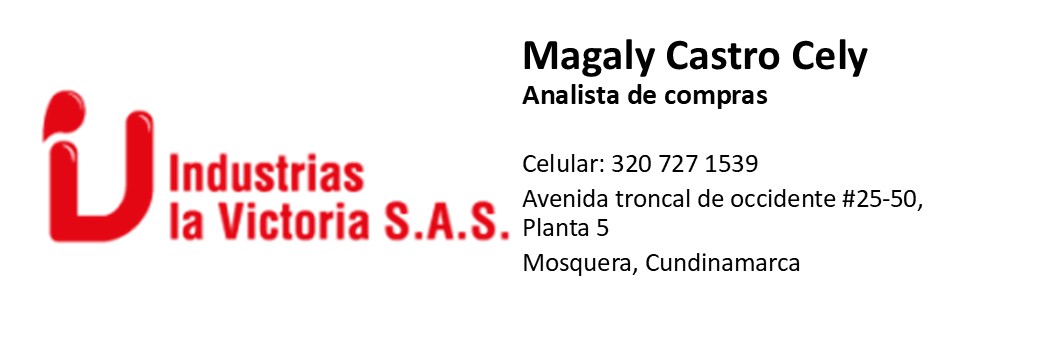 Industrias
la Victoria S.A.S.
Magaly Castro Cely
Analista de compras
Celular: 320 727 1539
Avenida troncal de occidente #25-50,
Planta 5
Mosquera, Cundinamarca